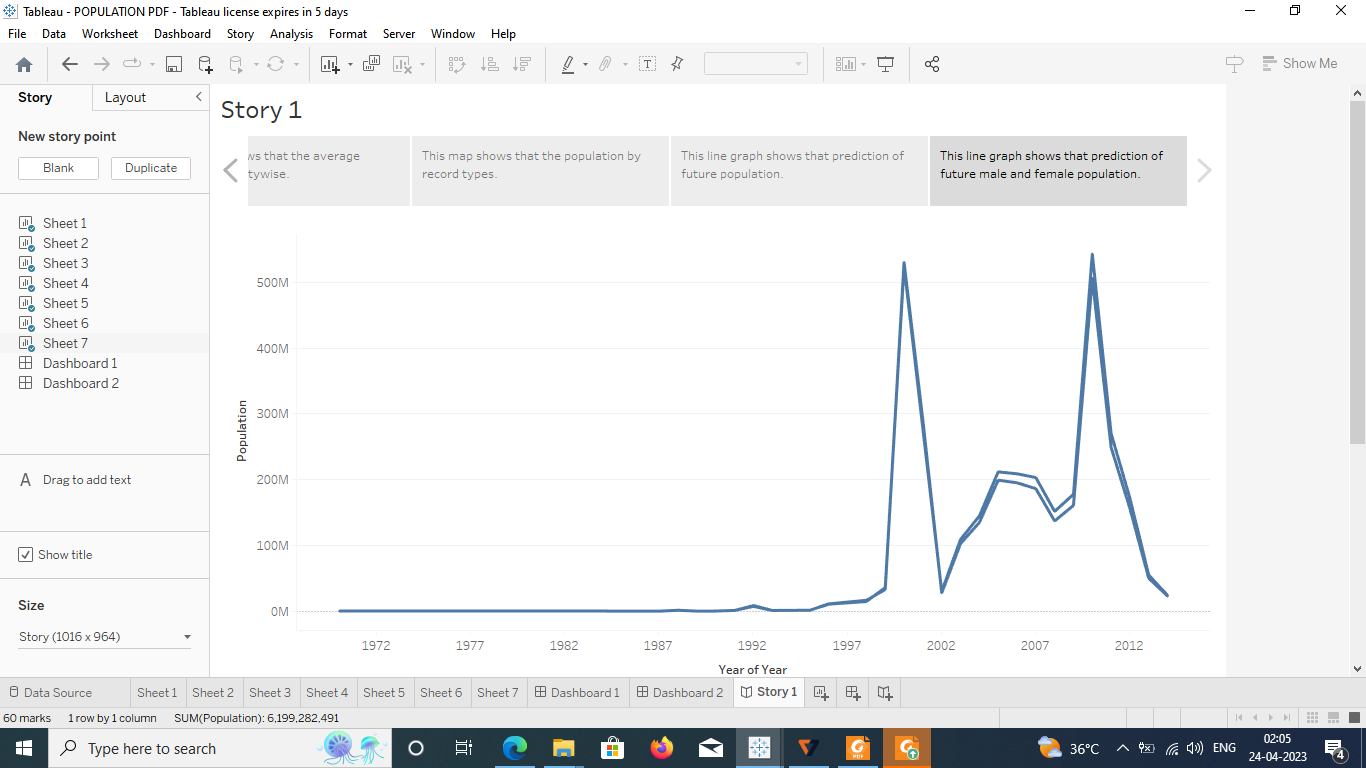 Tableau - POPULATION PDF - Tableau license expires in 5 days
File Data Worksheet Dashboard Story Analysis Format Server Window Help
Show Me
Story Layout
New story point
Blank Duplicate
Sheet 1
Sheet 2
Sheet 3
Sheet 4
Sheet 5
Sheet 6
Sheet 7
Dashboard 1
Dashboard 2
A Drag to add text
Show title
Size
Story (1016 x 964)
Story 1
that the average
This map shows that the population by
record types.
This line graph shows that prediction of
future population.
This line graph shows that prediction of
future male and female population.
Population
500M
400M
300M
200M
100M
0M
1972 1977 1982 1987 1992 1997 2002 2007 2012
Year of Year
Data Source Sheet 1 Sheet 2 Sheet 3 Sheet 4 Sheet 5 Sheet 6 Sheet 7 Dashboard 1 Dashboard 2 Story 1
60 marks 1 row by 1 column SUM(Population): 6,199,282,491
Type here to search
PDF
36°C ENG
02:05
24-04-2023
4